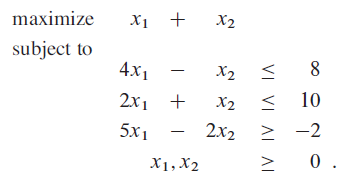 maximize x₁ + x₂
subject to
4x₁ − x₂ ≤ 8
2x₁ + x₂ ≤ 10
5x₁ − 2x₂ ≥ −2
x₁, x₂ ≥ 0 .